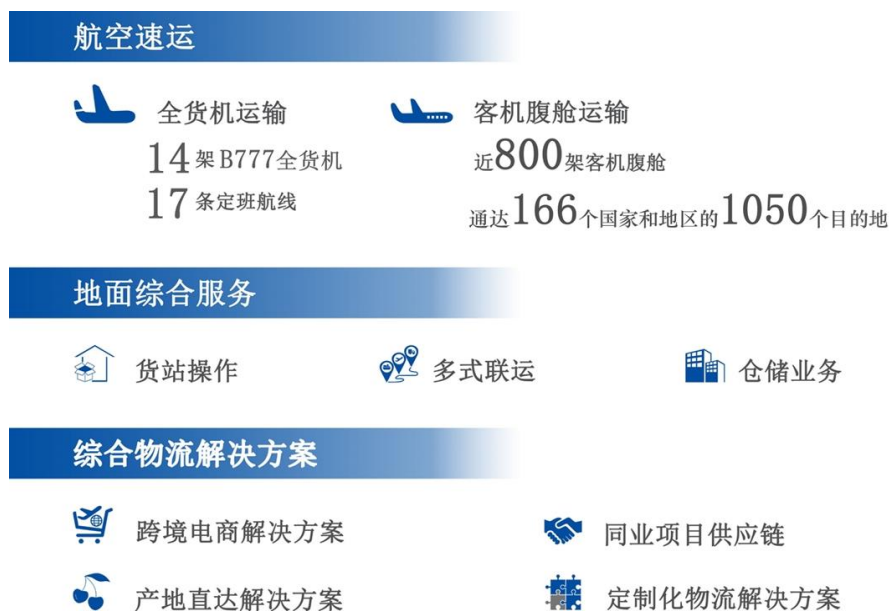 航空速运
全货机运输
14架B777全货机
17条定班航线
客机腹舱运输
近800架客机腹舱
通达166个国家和地区的1050个目的地
地面综合服务
货站操作
多式联运
仓储业务
综合物流解决方案
跨境电商解决方案
同业项目供应链
产地直达解决方案
定制化物流解决方案